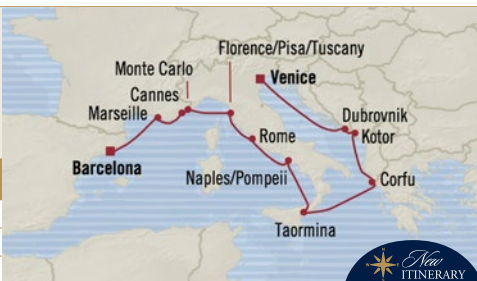 Florence/Pisa/Tuscany
Monte Carlo
Venice
Cannes
Marseille
Dubrovnik
Kotor
Rome
Barcelona
Naples/Pompeii
Corfu
Taormina
New
ITINERARY